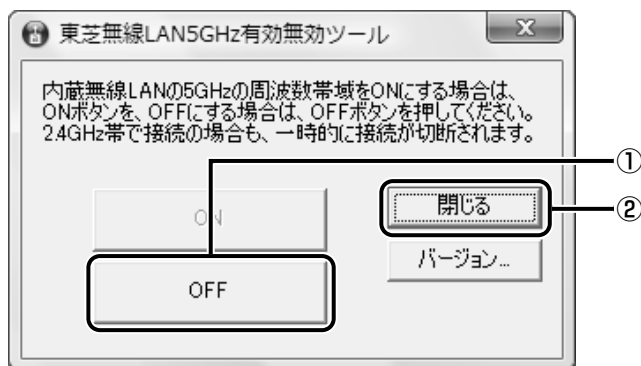 東芝無線LAN5GHz有効無効ツール
内蔵無線LANの5GHzの周波数帯域をONにする場合は、
ONボタンを、OFFにする場合は、OFFボタンを押してください。
2.4GHz帯で接続の場合も、一時的に接続が切断されます。
①
ON
閉じる
②
バージョン...
OFF